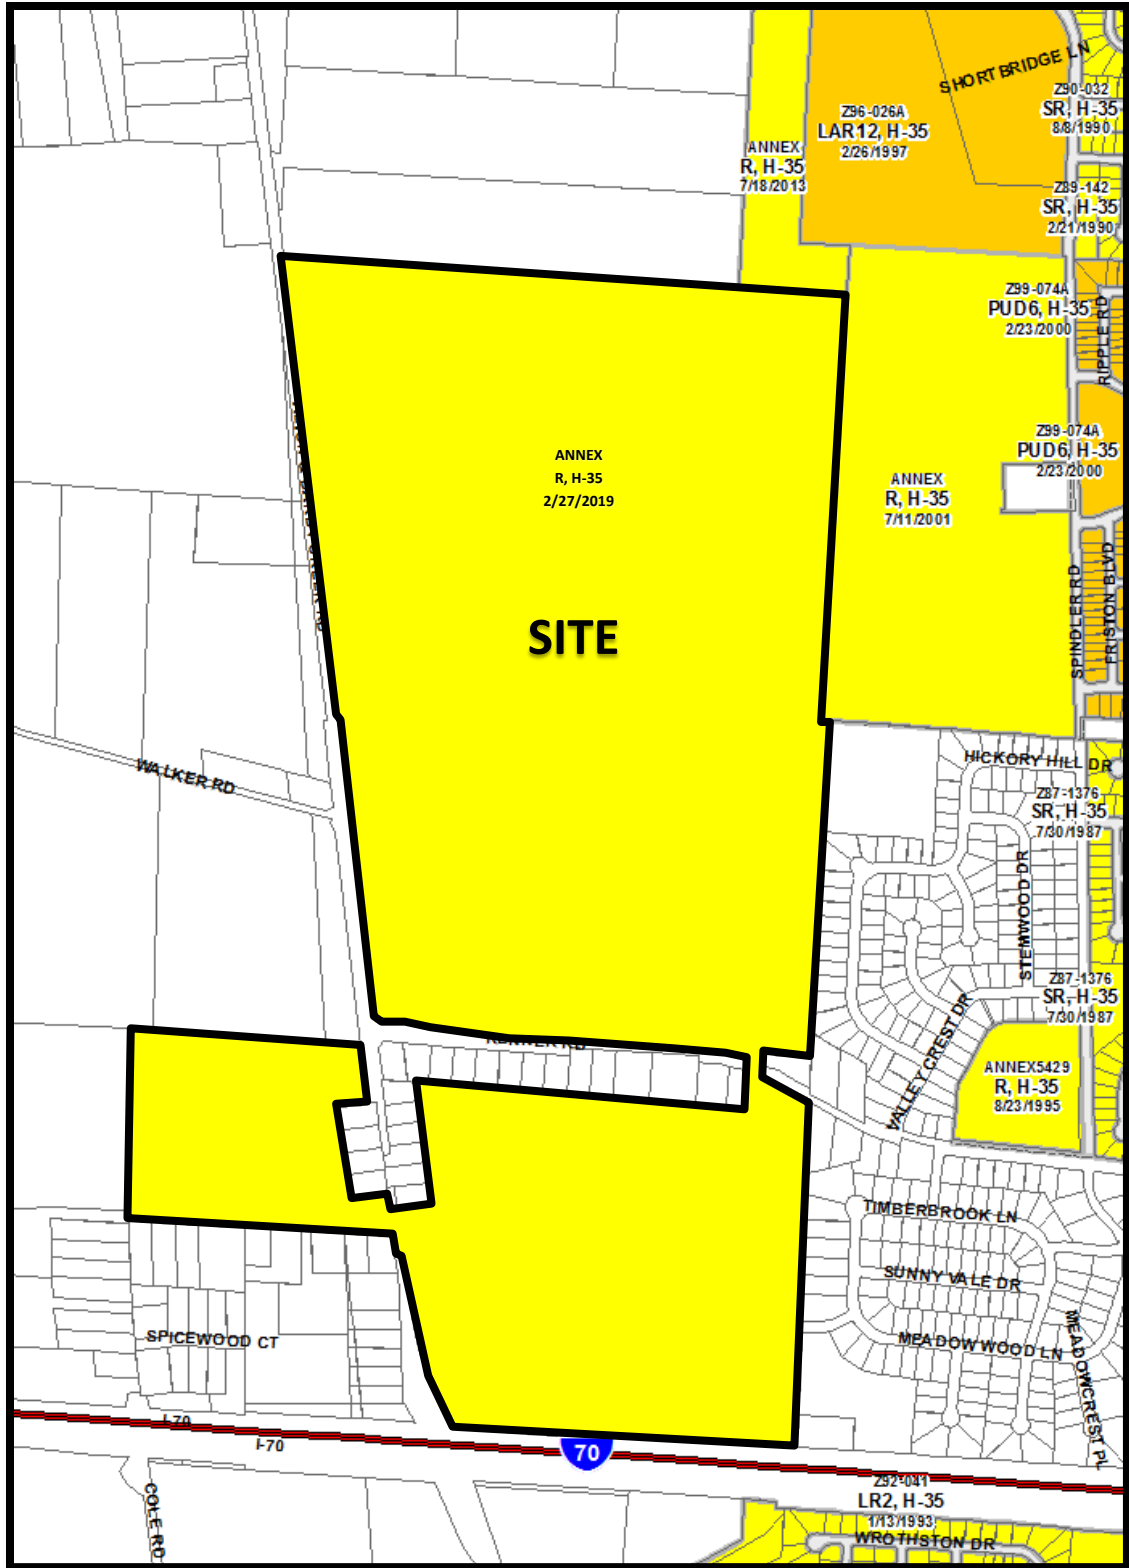 SHORTBRIDGE LN
Z96-026A
LAR12, H-35
2/26/1997
Z90-032
SR, H-35
8/8/1990
ANNEX
R, H-35
7/18/2013
Z89-142
SR, H-35
2/21/1990
Z99-074A
PUD6, H-35
2/23/2000
RIPPLE RD
ANNEX
R, H-35
2/27/2019
Z99-074A
PUD6, H-35
2/23/2000
ANNEX
R, H-35
7/11/2001
SITE
SPINDLER RD
FRISTON BLVD
WALKER RD
HICKORY HILL DR
Z87-1376
SR, H-35
7/30/1987
STEMWOOD DR
Z87-1376
SR, H-35
7/30/1987
RENNER RD
VALLEY CREST DR
ANNEX5429
R, H-35
8/23/1995
TIMBERBROOK LN
SUNNY VALE DR
SPICEWOOD CT
MEADOW WOOD LN
MEADOWCREST PL
I-70
I-70
70
COLE RD
Z92-041
LR2, H-35
1/13/1993
WROTHSTON DR